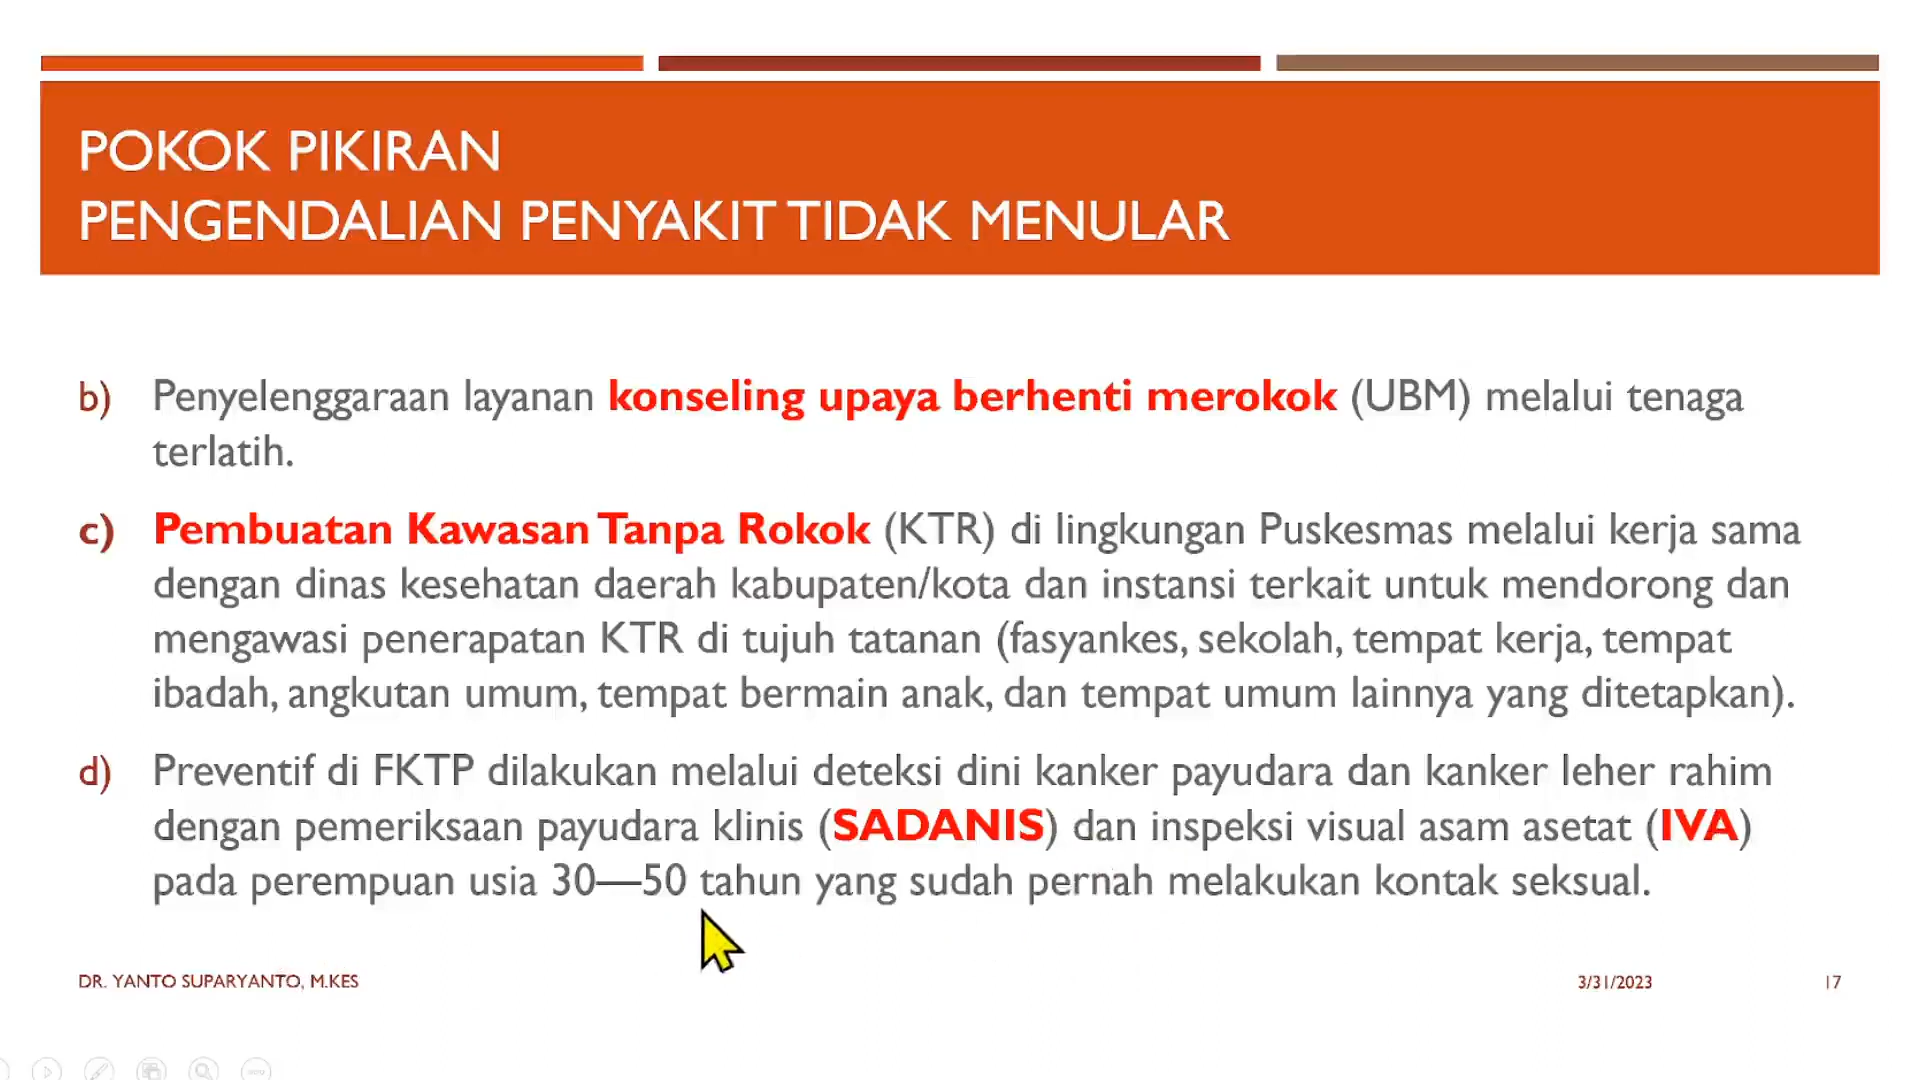 POKOK PIKIRAN
PENGENDALIAN PENYAKIT TIDAK MENULAR
b) Penyelenggaraan layanan konseling upaya berhenti merokok (UBM) melalui tenaga
terlatih.
c) Pembuatan Kawasan Tanpa Rokok (KTR) di lingkungan Puskesmas melalui kerja sama
dengan dinas kesehatan daerah kabupaten/kota dan instansi terkait untuk mendorong dan
mengawasi penerapatan KTR di tujuh tatanan (fasyankes, sekolah, tempat kerja, tempat
ibadah, angkutan umum, tempat bermain anak, dan tempat umum lainnya yang ditetapkan).
d) Preventif di FKTP dilakukan melalui deteksi dini kanker payudara dan kanker leher rahim
dengan pemeriksaan payudara klinis (SADANIS) dan inspeksi visual asam asetat (IVA)
pada perempuan usia 30—50 tahun yang sudah pernah melakukan kontak seksual.
DR. YANTO SUPARYANTO, M.KES
3/31/2023
17